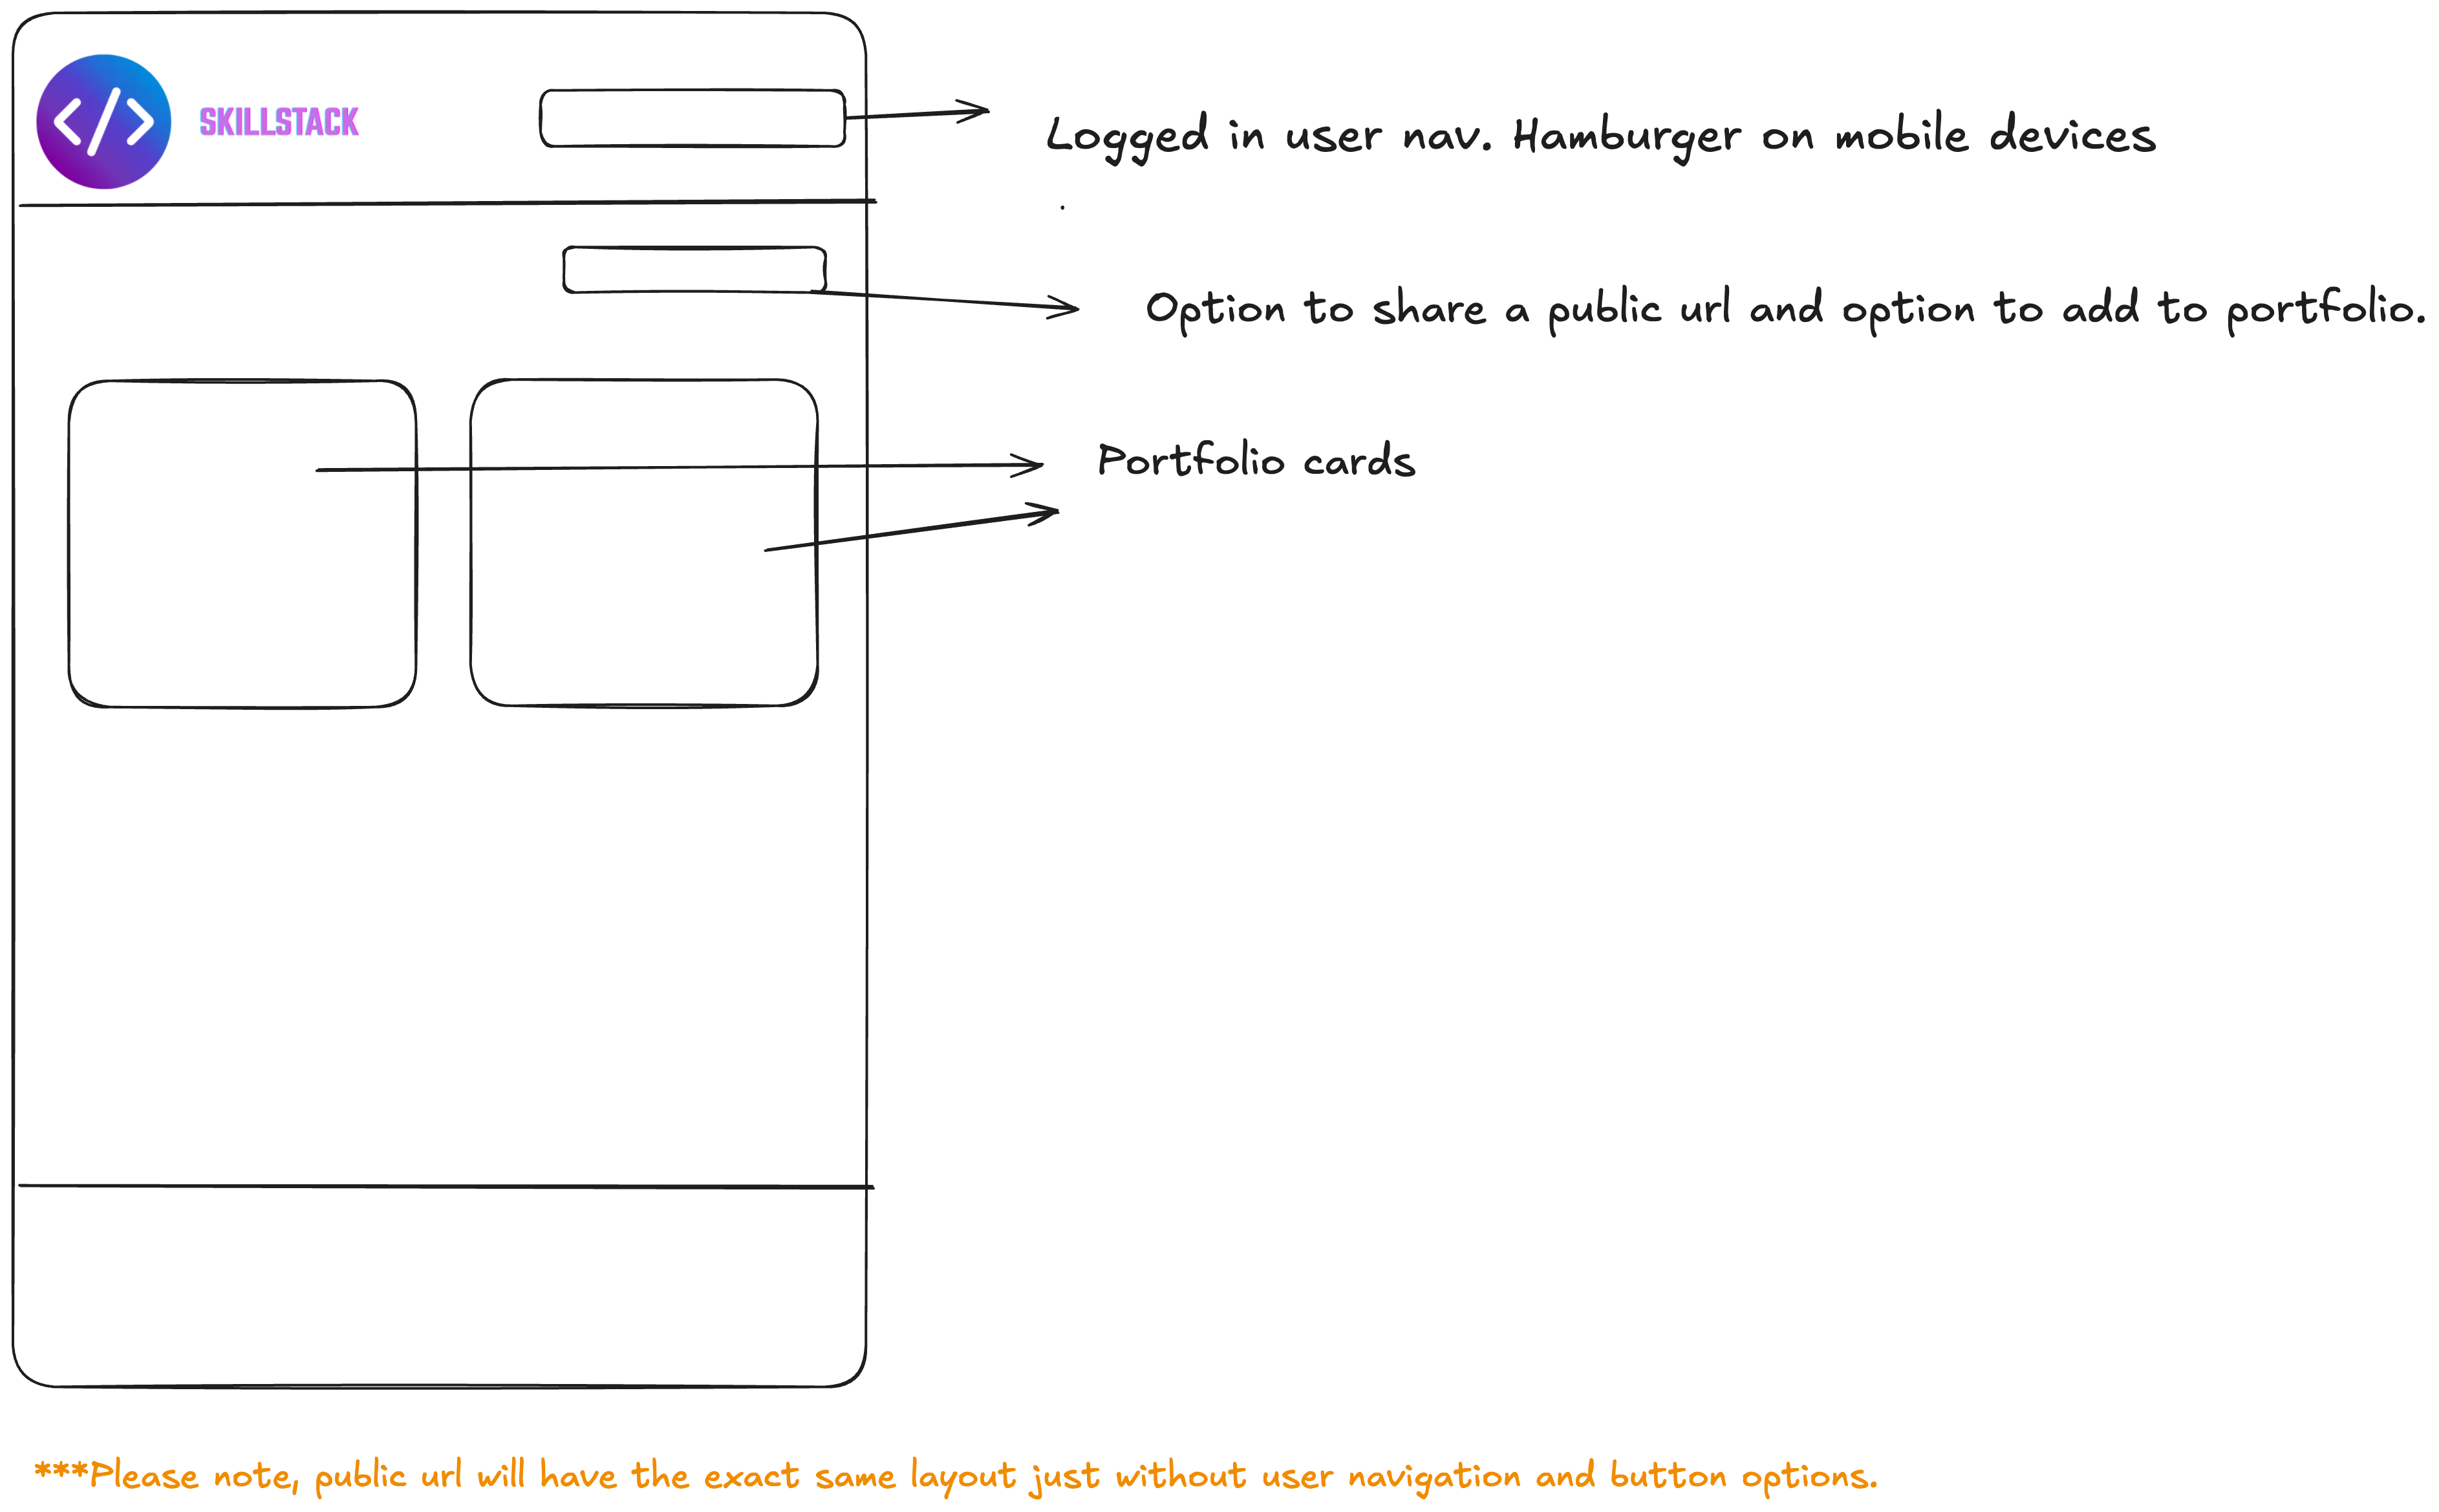 </> SKILLSTACK
Logged in user nav. Hamburger on mobile devices
.
Option to share a public url and option to add to portfolio.
Portfolio cards
***Please note, public url will have the exact same layout just without user navigation and button options.